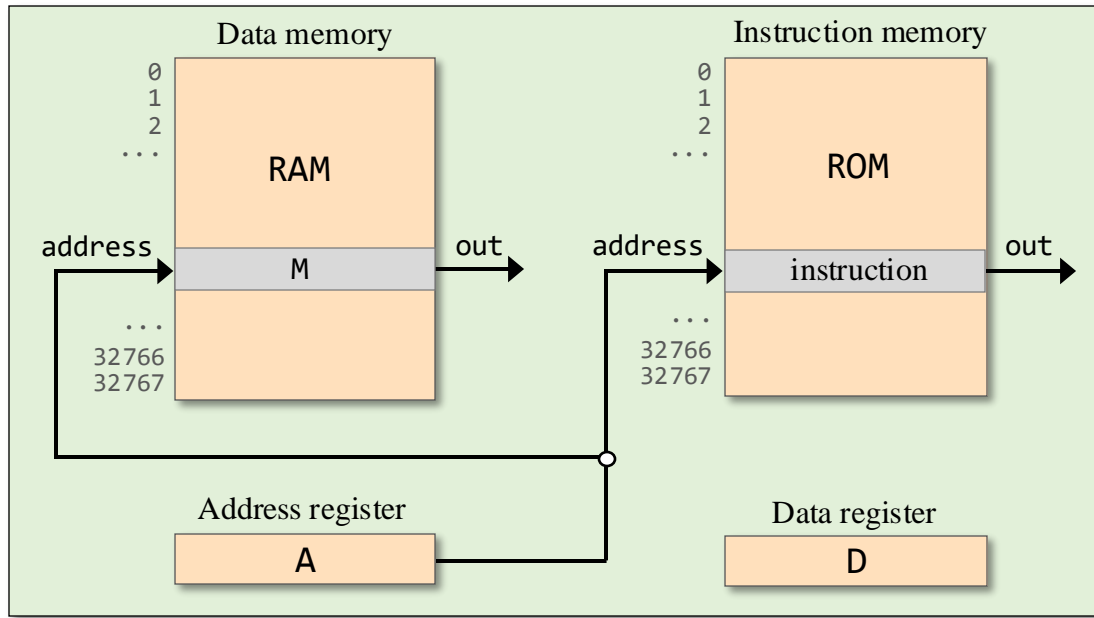 Data memory
0
1
2
...
RAM
address
M
out
...
32766
32767
Instruction memory
0
1
2
...
ROM
address
instruction
out
...
32766
32767
Address register
A
Data register
D